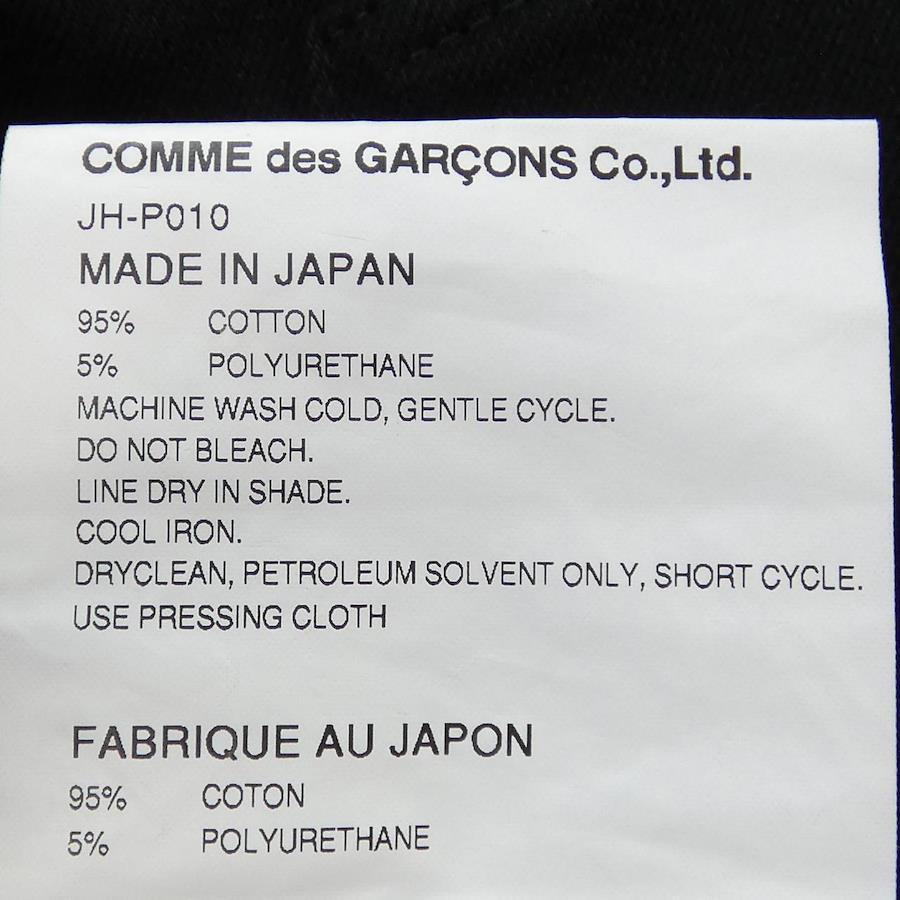 COMME des GARÇONS Co.,Ltd.
JH-P010
MADE IN JAPAN
95% COTTON
5% POLYURETHANE
MACHINE WASH COLD, GENTLE CYCLE.
DO NOT BLEACH.
LINE DRY IN SHADE.
COOL IRON.
DRYCLEAN, PETROLEUM SOLVENT ONLY, SHORT CYCLE.
USE PRESSING CLOTH
FABRIQUE AU JAPON
95% COTON
5% POLYURETHANE